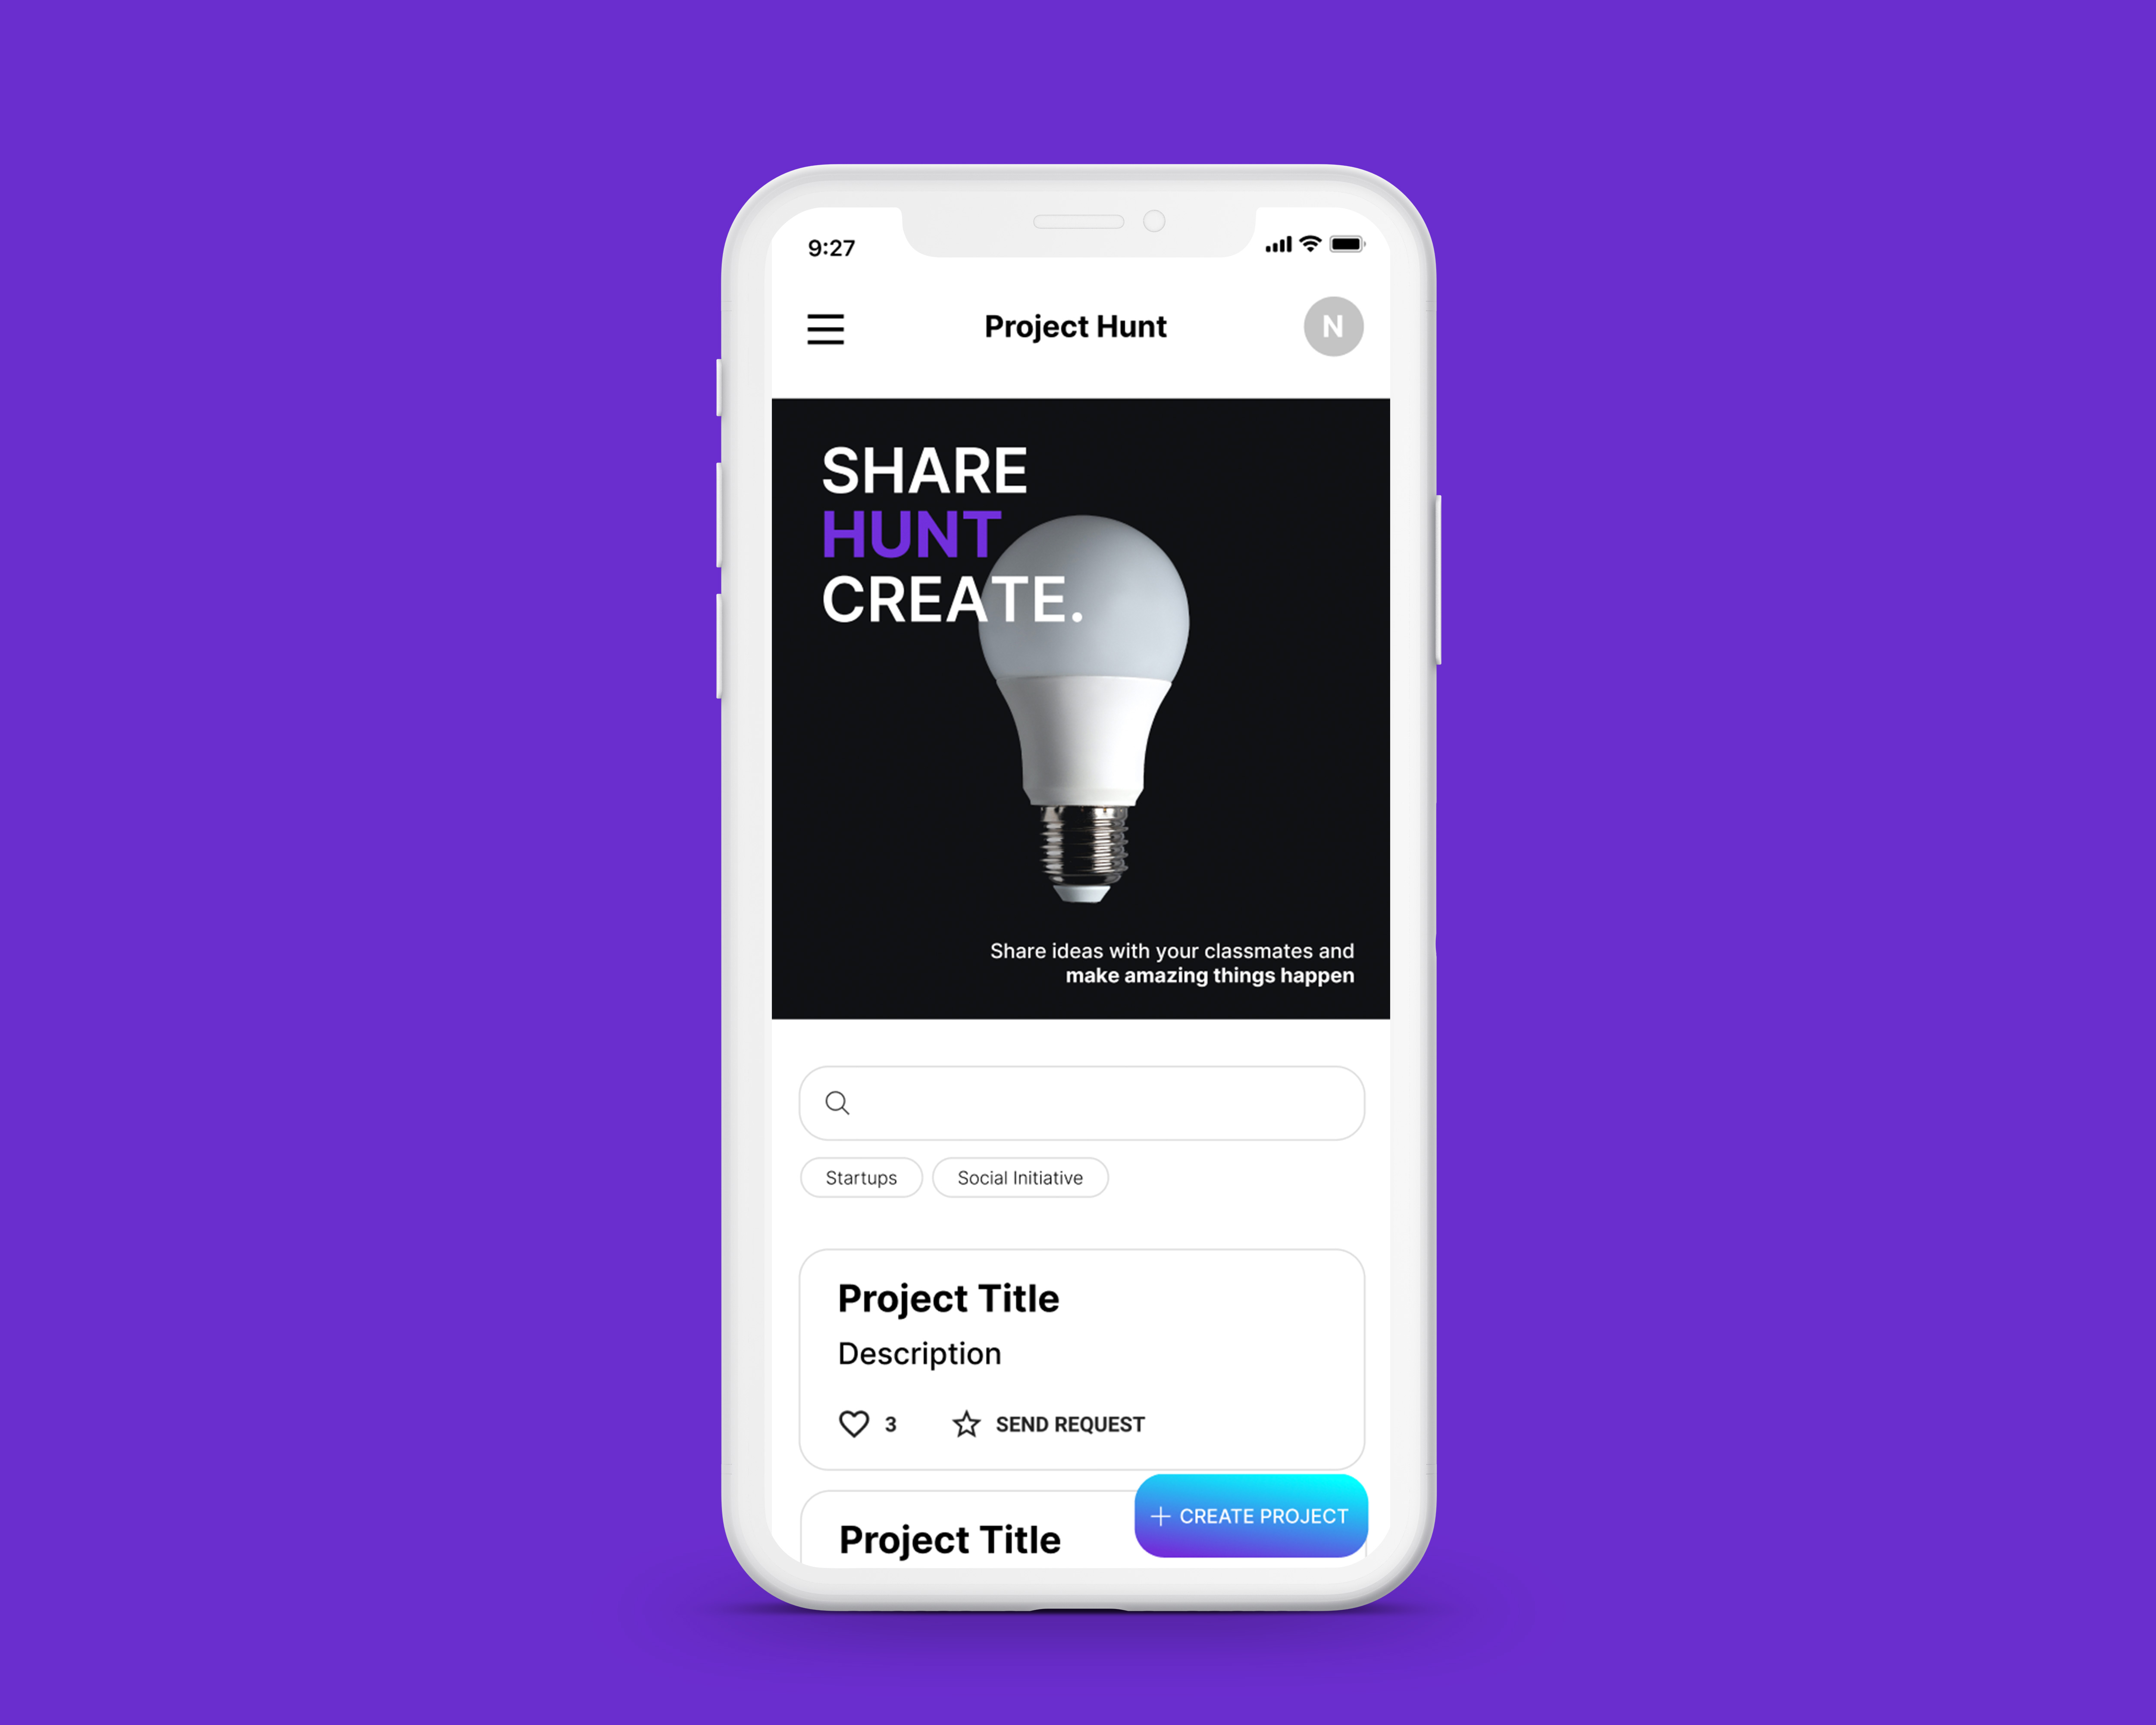 9:27
Project Hunt
N
SHARE
HUNT
CREATE.
Share ideas with your classmates and
make amazing things happen
Startups
Social Initiative
Project Title
Description
3
SEND REQUEST
+ CREATE PROJECT
Project Title